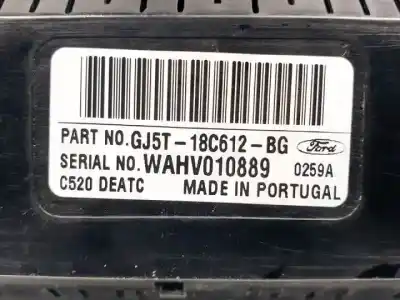 PART NO.GJ5T-18C612-BG Ford
SERIAL NO.WAHV010889 0259A
C520 DEATC MADE IN PORTUGAL